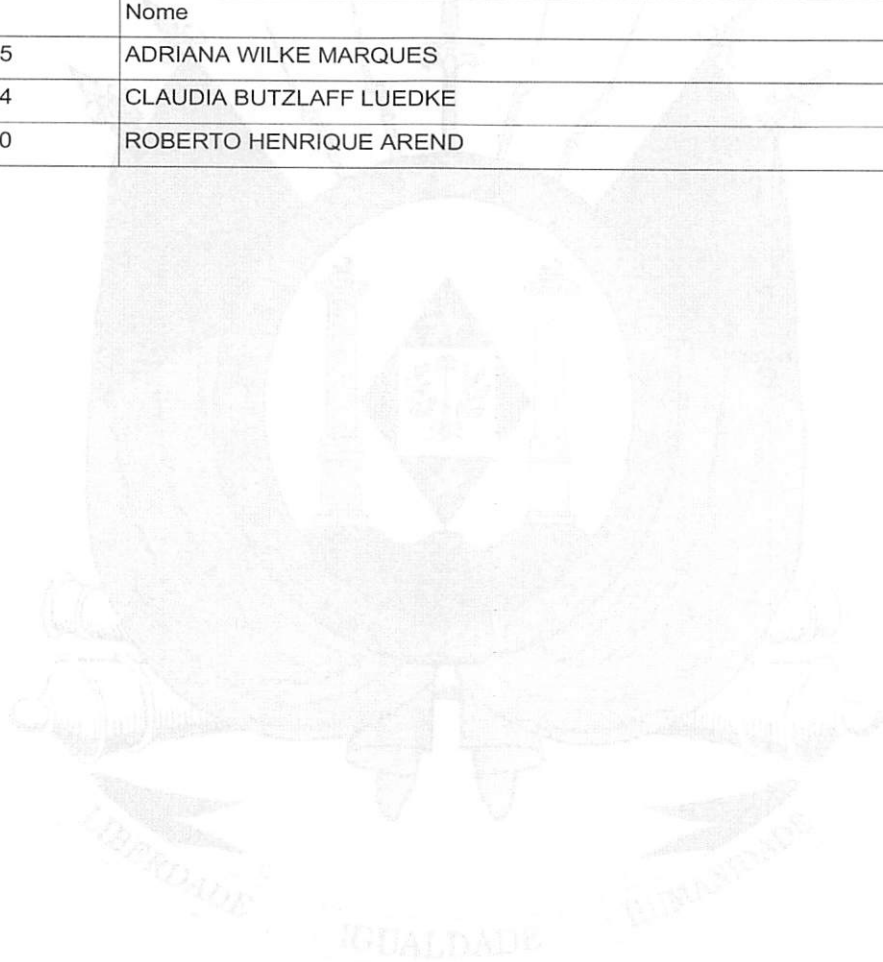 Nome
5 ADRIANA WILKE MARQUES
4 CLAUDIA BUTZLAFF LUEDKE
0 ROBERTO HENRIQUE AREND
LIBERDADE IGUALDADE HUMANIDADE